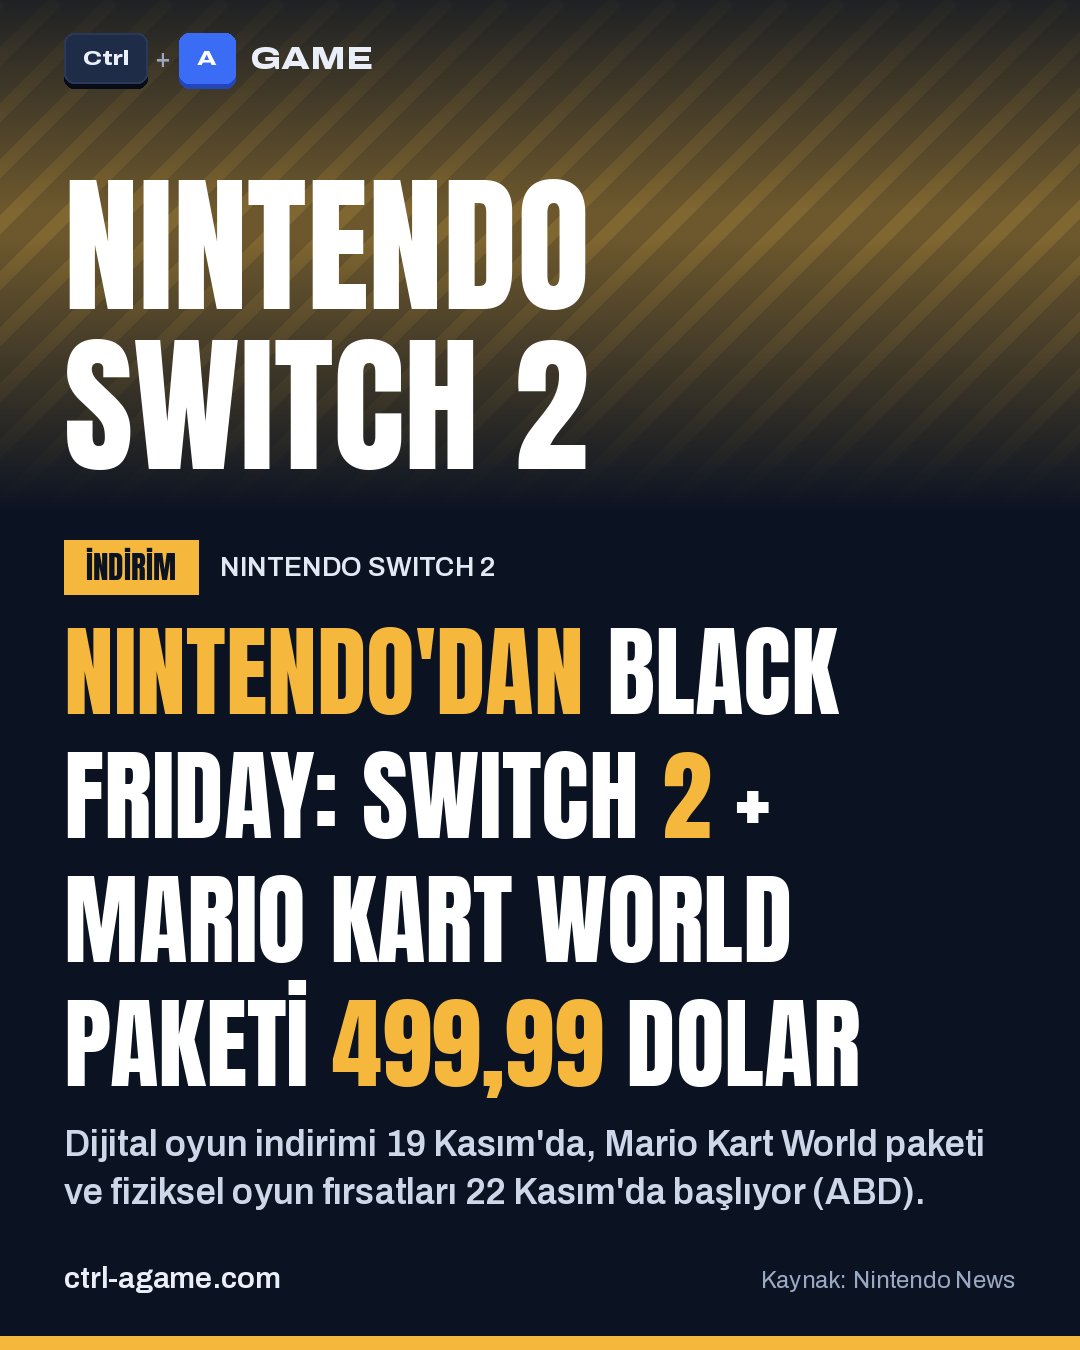 Ctrl + A GAME
NINTENDO
SWITCH 2
İNDİRİM NINTENDO SWITCH 2
NINTENDO'DAN BLACK
FRIDAY: SWITCH 2 +
MARIO KART WORLD
PAKETİ 499,99 DOLAR
Dijital oyun indirimi 19 Kasım'da, Mario Kart World paketi
ve fiziksel oyun fırsatları 22 Kasım'da başlıyor (ABD).
ctrl-agame.com Kaynak: Nintendo News